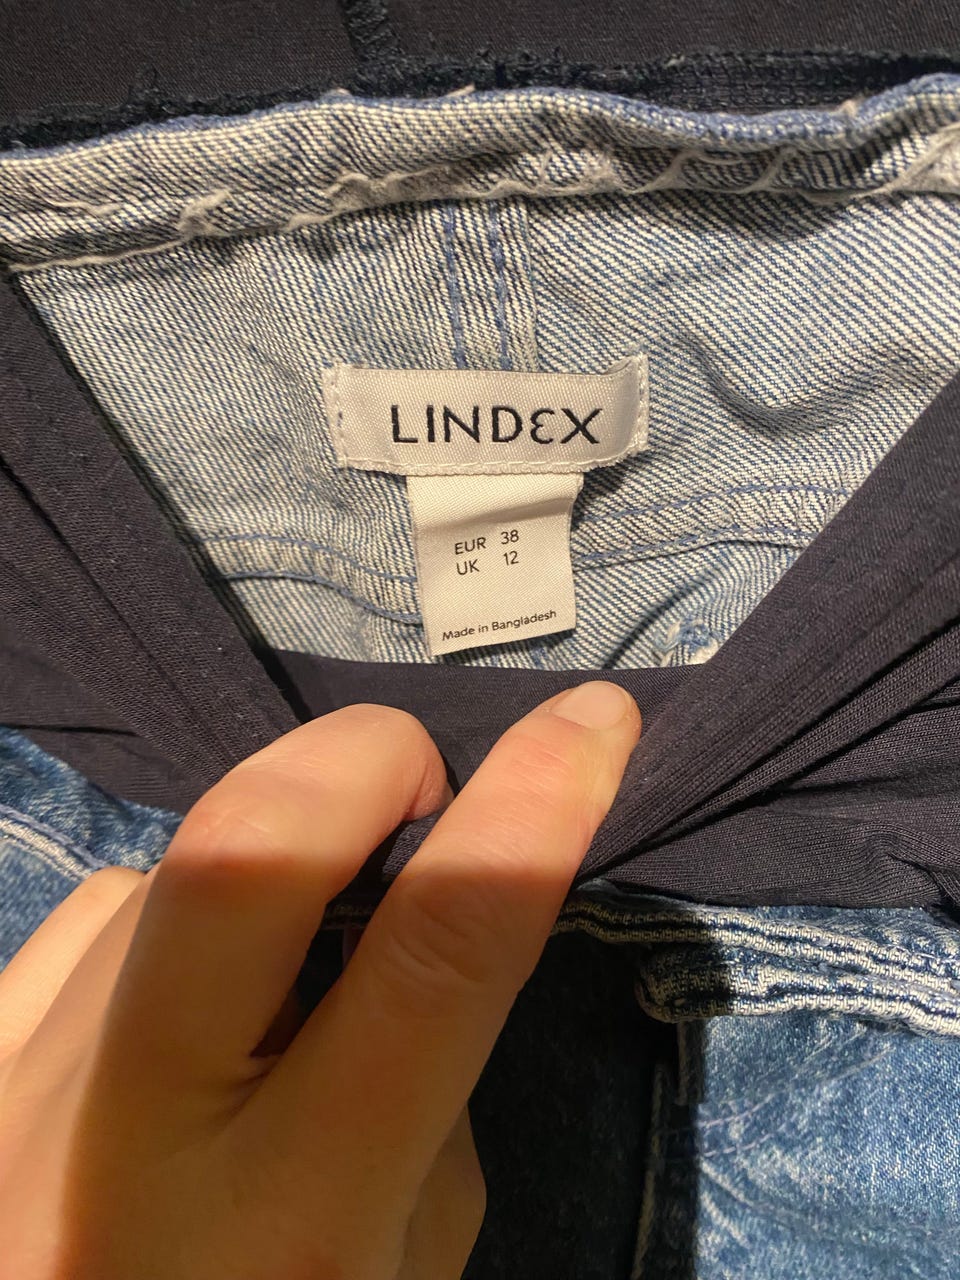 LINDEX
EUR 38
UK 12
Made in Bangladesh